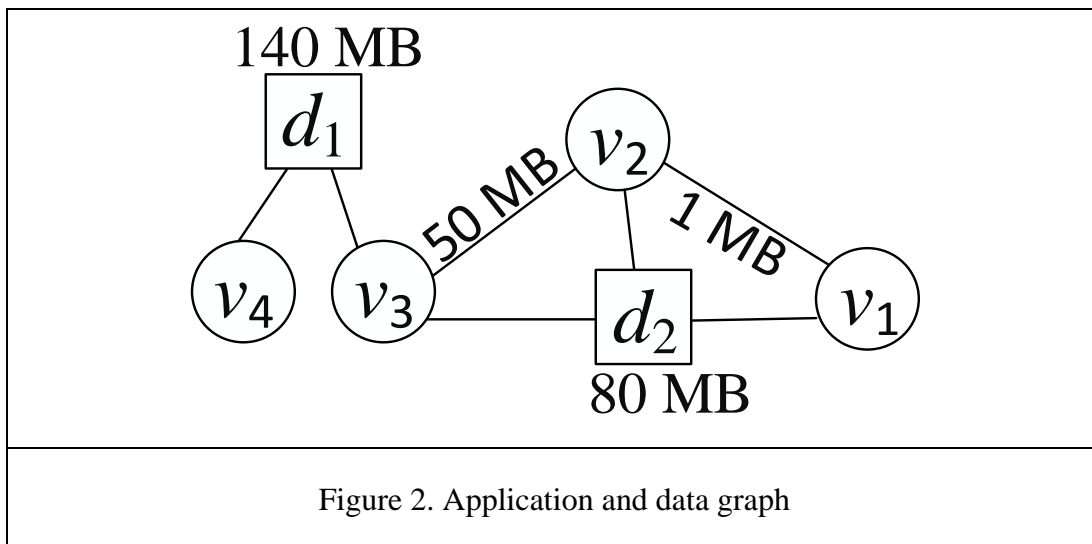 140 MB
d1
v2
50 MB
1 MB
v4
v3
d2
v1
80 MB
Figure 2. Application and data graph